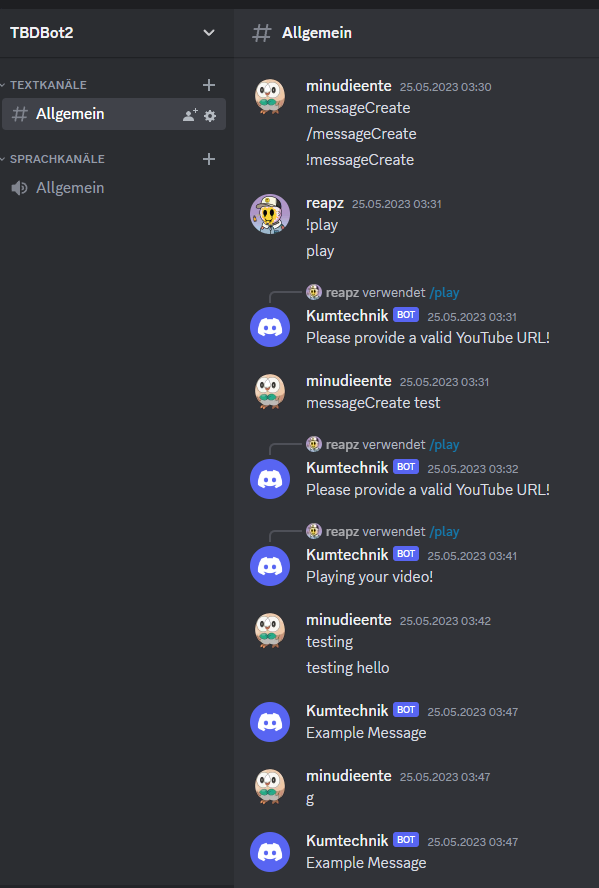 TBDBot2
TEXTKANÄLE
Allgemein
SPRACHKANÄLE
Allgemein
Allgemein
minudieente 25.05.2023 03:30
messageCreate
/messageCreate
!messageCreate
reapz 25.05.2023 03:31
!play
play
reapz verwendet /play
Kumtechnik BOT 25.05.2023 03:31
Please provide a valid YouTube URL!
minudieente 25.05.2023 03:31
messageCreate test
reapz verwendet /play
Kumtechnik BOT 25.05.2023 03:32
Please provide a valid YouTube URL!
reapz verwendet /play
Kumtechnik BOT 25.05.2023 03:41
Playing your video!
minudieente 25.05.2023 03:42
testing
testing hello
Kumtechnik BOT 25.05.2023 03:47
Example Message
minudieente 25.05.2023 03:47
g
Kumtechnik BOT 25.05.2023 03:47
Example Message